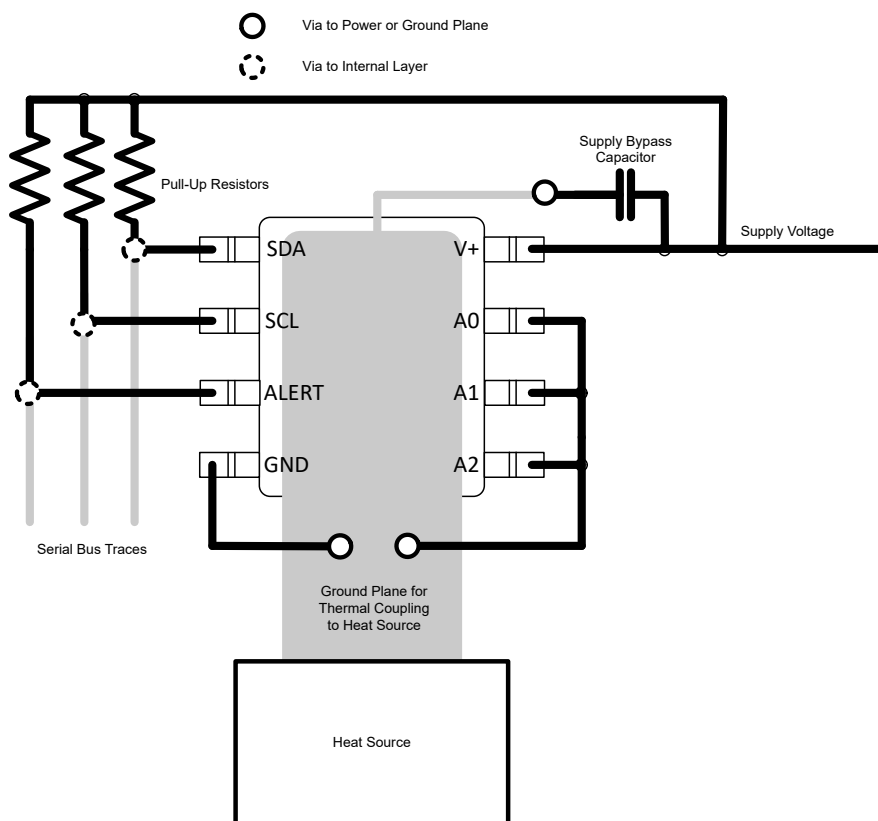 Via to Power or Ground Plane
Via to Internal Layer
Supply Bypass
Capacitor
Pull-Up Resistors
Supply Voltage
SDA
V+
SCL
A0
ALERT
A1
GND
A2
Serial Bus Traces
Ground Plane for
Thermal Coupling
to Heat Source
Heat Source